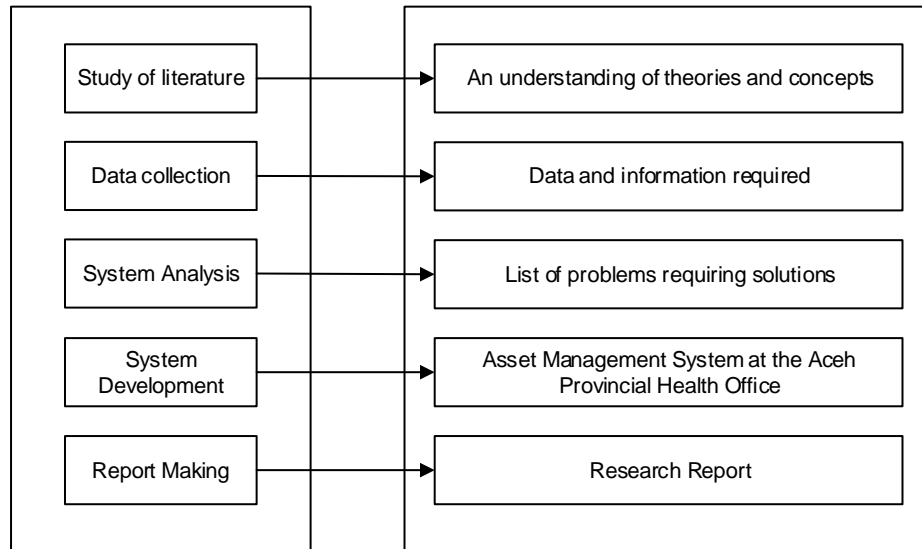 Study of literature
An understanding of theories and concepts
Data collection
Data and information required
System Analysis
List of problems requiring solutions
System
Development
Asset Management System at the Aceh
Provincial Health Office
Report Making
Research Report